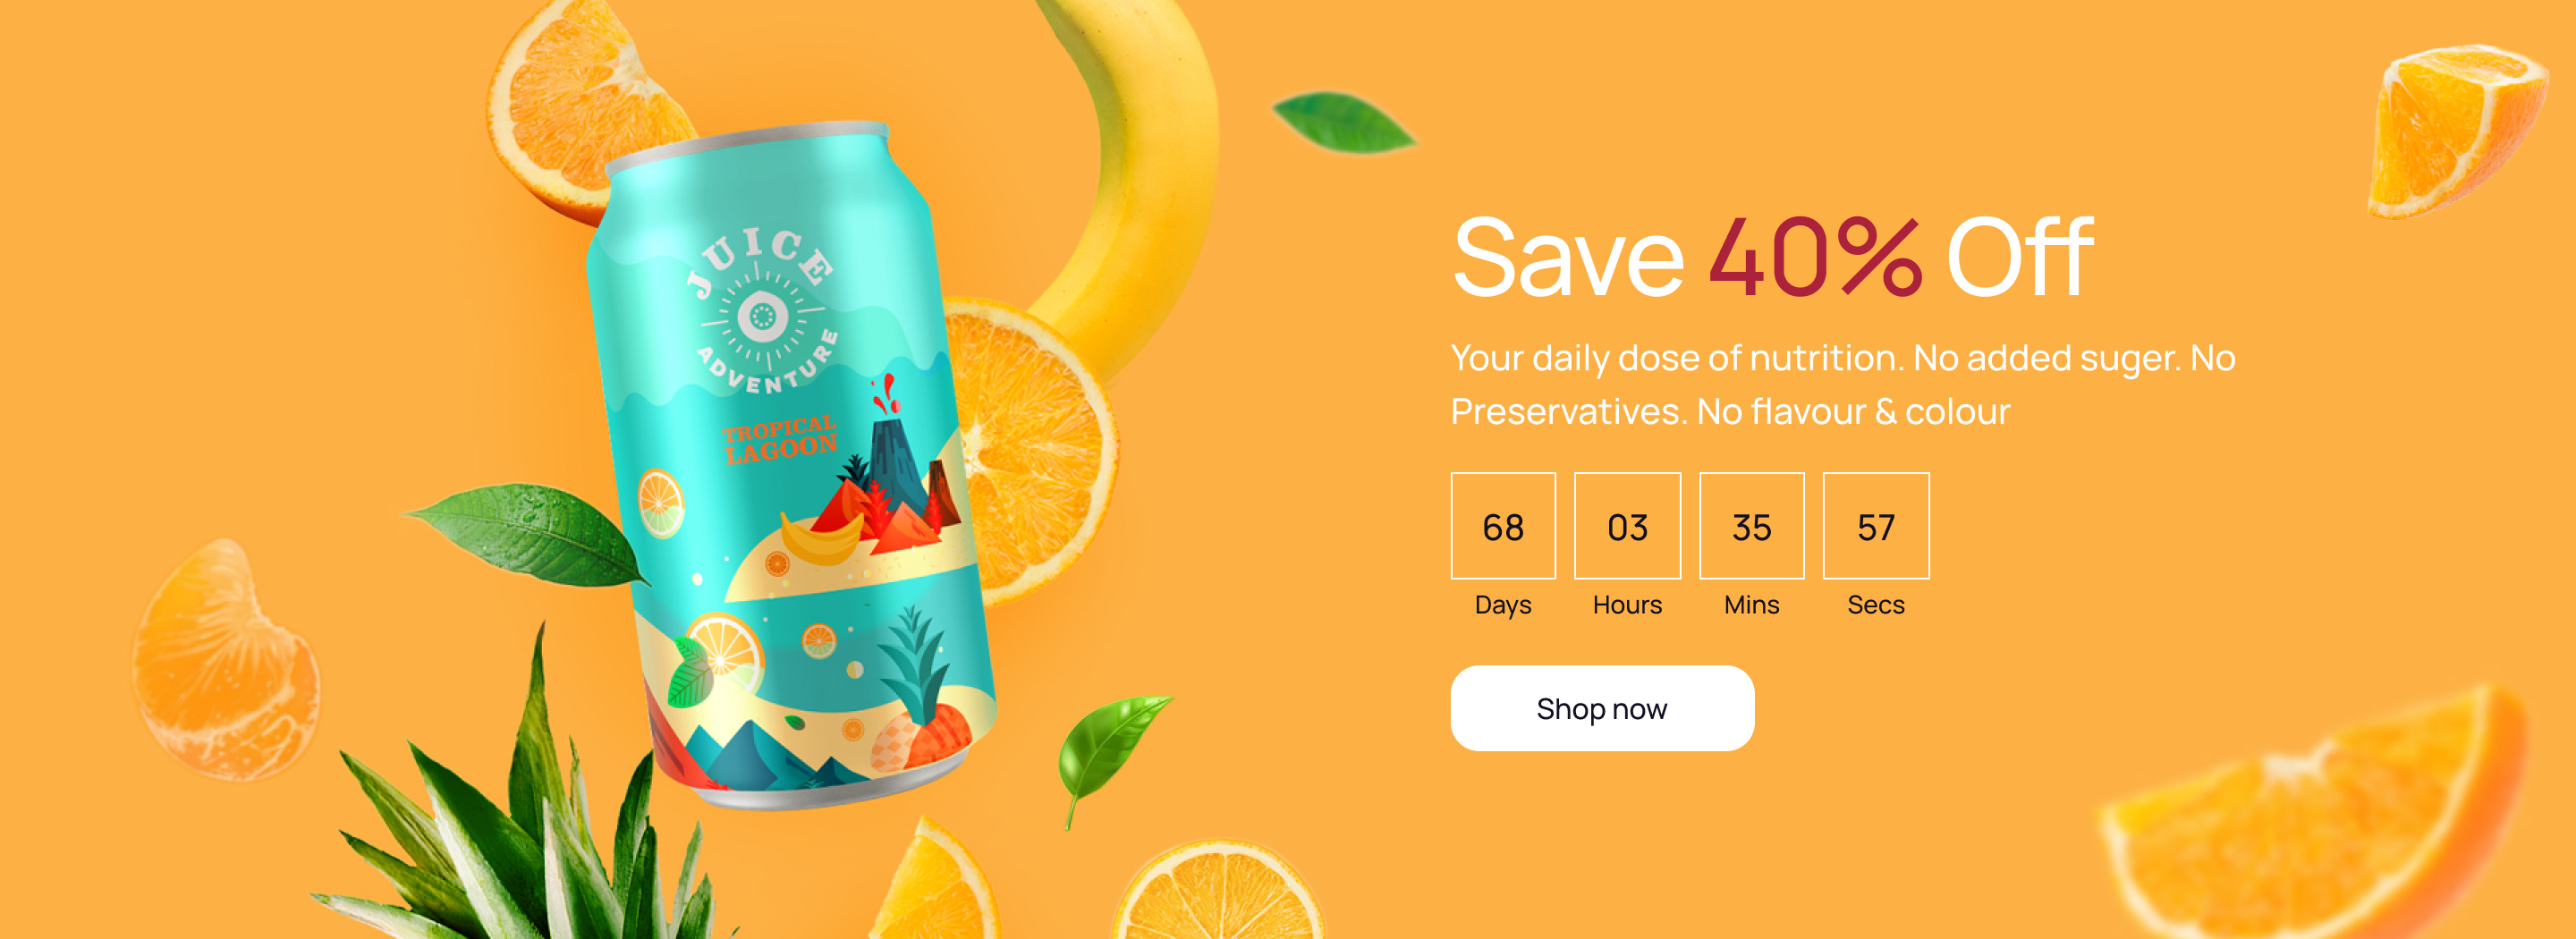 JUICE
ADVENTURE
TROPICAL
LAGOON
Save 40% Off
Your daily dose of nutrition. No added suger. No
Preservatives. No flavour & colour
68 03 35 57
Days Hours Mins Secs
Shop now